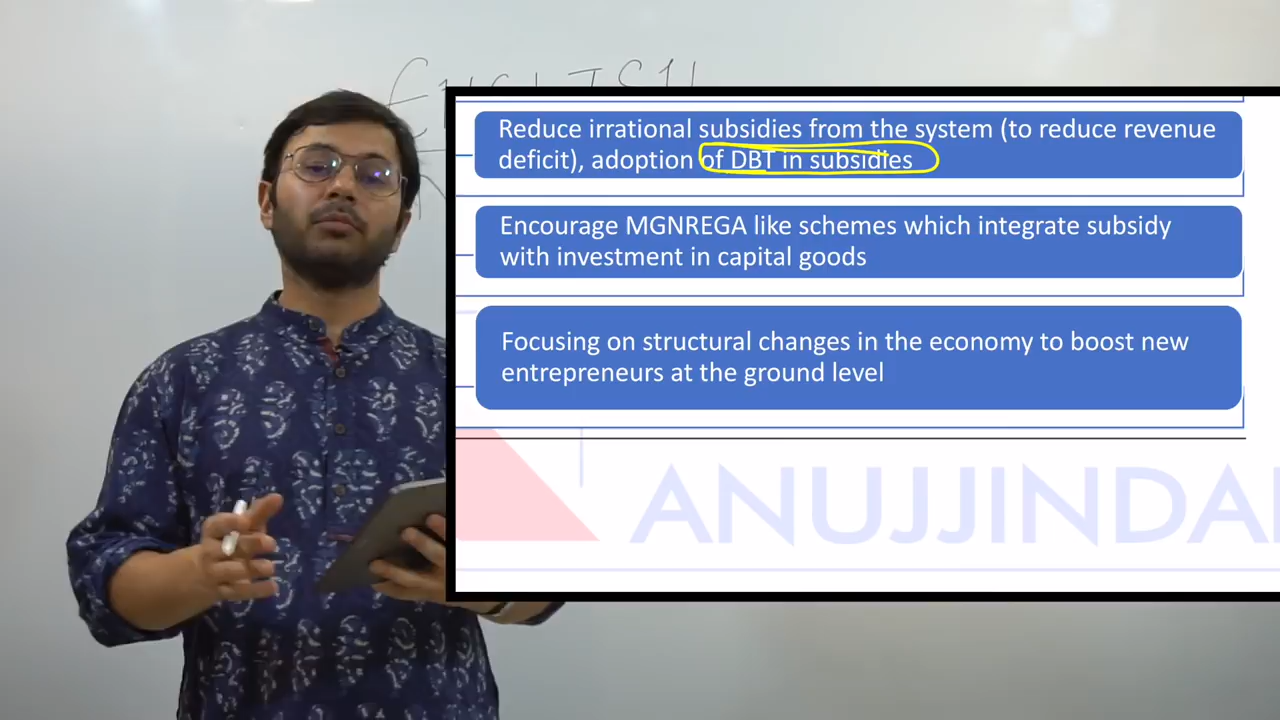 ENGLISH
Reduce irrational subsidies from the system (to reduce revenue
deficit), adoption of DBT in subsidies
Encourage MGNREGA like schemes which integrate subsidy
with investment in capital goods
Focusing on structural changes in the economy to boost new
entrepreneurs at the ground level
ANUJJINDAL